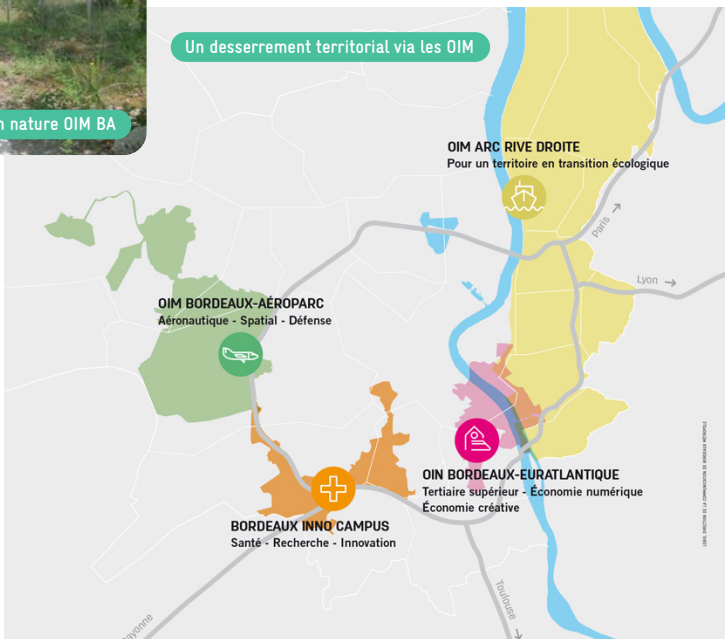 Un desserrement territorial via les OIM
n nature OIM BA
OIM ARC RIVE DROITE
Pour un territoire en transition écologique
Paris
Lyon
OIM BORDEAUX-AÉROPARC
Aéronautique - Spatial - Défense
OIN BORDEAUX-EURATLANTIQUE
Tertiaire supérieur - Économie numérique
Économie créative
BORDEAUX INNO CAMPUS
Santé - Recherche - Innovation
Toulouse
ayonne